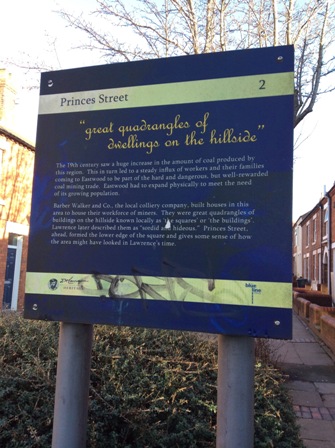 Princes Street
2
"great quadrangles of
dwellings on the hillside"
The 19th century saw a huge increase in the amount of coal produced by
this region. This in turn led to a steady influx of workers and their families
coming to Eastwood to be part of the hard and dangerous, but well-rewarded
coal mining trade. Eastwood had to expand physically to meet the need
of its growing population.
Barber Walker and Co., the local colliery company, built houses in this
area to house their workforce of miners. They were great quadrangles of
buildings on the hillside known locally as 'the squares' or 'the buildings'.
Lawrence later described them as "sordid and hideous." Princes Street,
ahead, formed the lower edge of the square and gives some sense of how
the area might have looked in Lawrence's time.
blue line